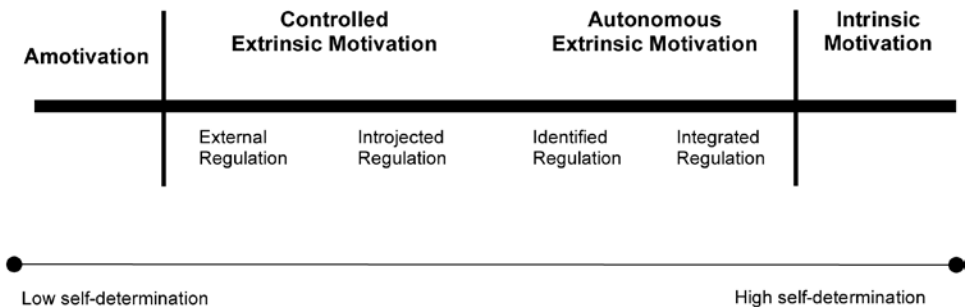 Amotivation
Controlled
Extrinsic Motivation
Autonomous
Extrinsic Motivation
Intrinsic
Motivation
External
Regulation
Introjected
Regulation
Identified
Regulation
Integrated
Regulation
Low self-determination
High self-determination